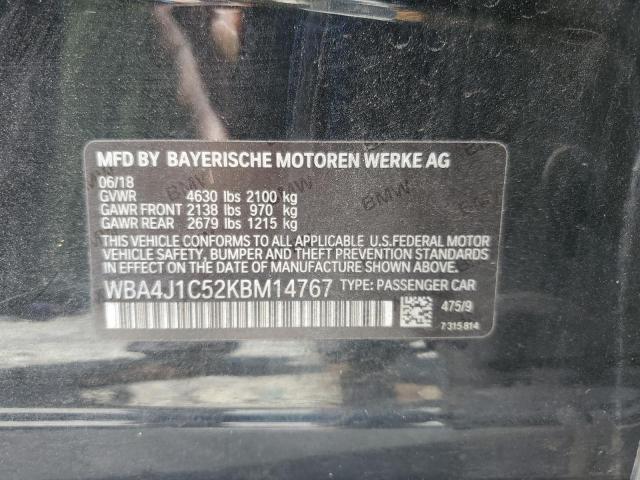 MFD BY BAYERISCHE MOTOREN WERKE AG
06/18
GVWR 4630 lbs 2100 kg
GAWR FRONT 2138 lbs 970 kg
GAWR REAR 2679 lbs 1215 kg
THIS VEHICLE CONFORMS TO ALL APPLICABLE U.S.FEDERAL MOTOR
VEHICLE SAFETY, BUMPER AND THEFT PREVENTION STANDARDS
IN EFFECT ON THE DATE OF MANUFACTURE SHOWN ABOVE.
WBA4J1C52KBM14767 TYPE: PASSENGER CAR
475/9
7 315 814